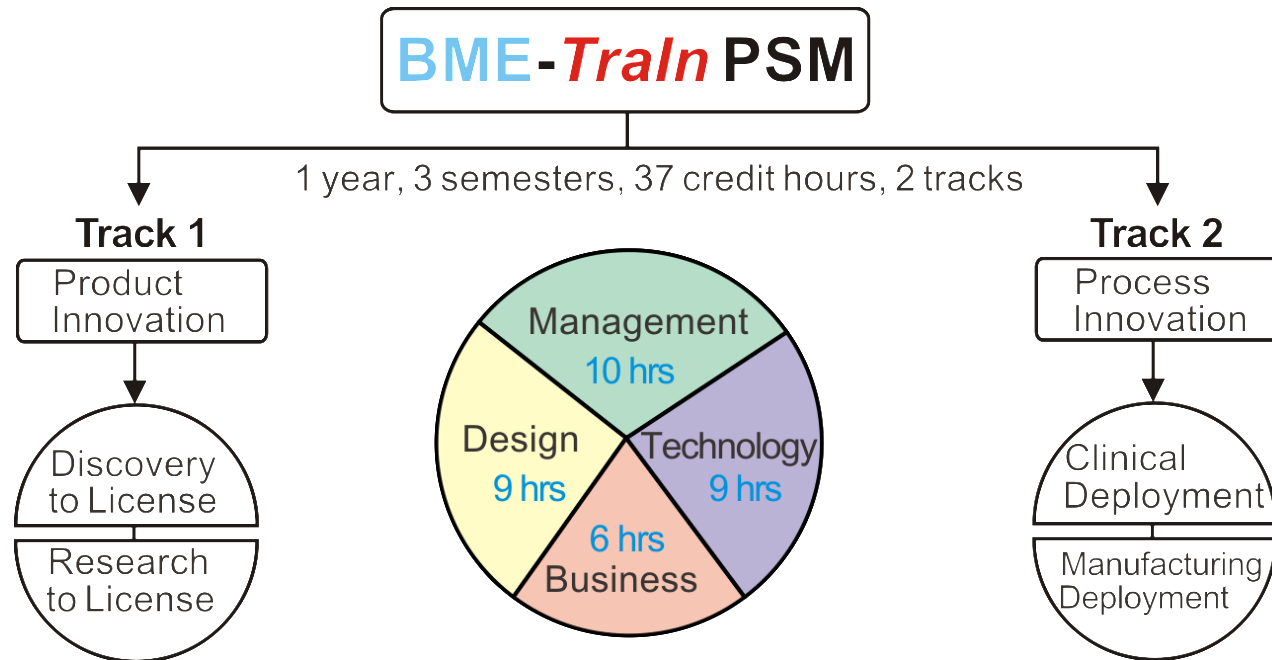 BME-TraIn PSM
1 year, 3 semesters, 37 credit hours, 2 tracks
Track 1
Product
Innovation
Discovery
to License
Research
to License
Management
10 hrs
Design
9 hrs
Technology
9 hrs
6 hrs
Business
Track 2
Process
Innovation
Clinical
Deployment
Manufacturing
Deployment